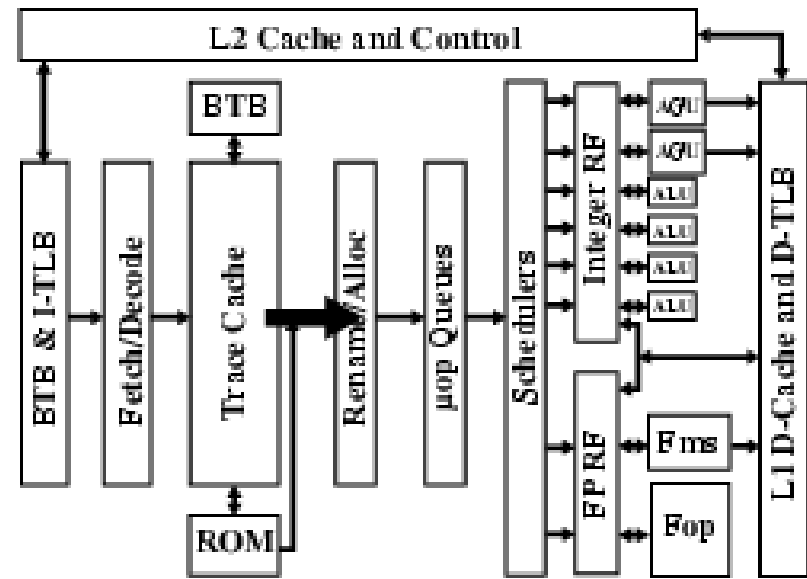 L2 Cache and Control
BTB
AGU
AGU
ALU
ALU
ALU
ALU
BTB & I-TLB
Fetch/Decode
Trace Cache
Rename/Alloc
µop Queues
Schedulers
Integer RF
FP RF
Fms
Fop
L1 D-Cache and D-TLB
ROM